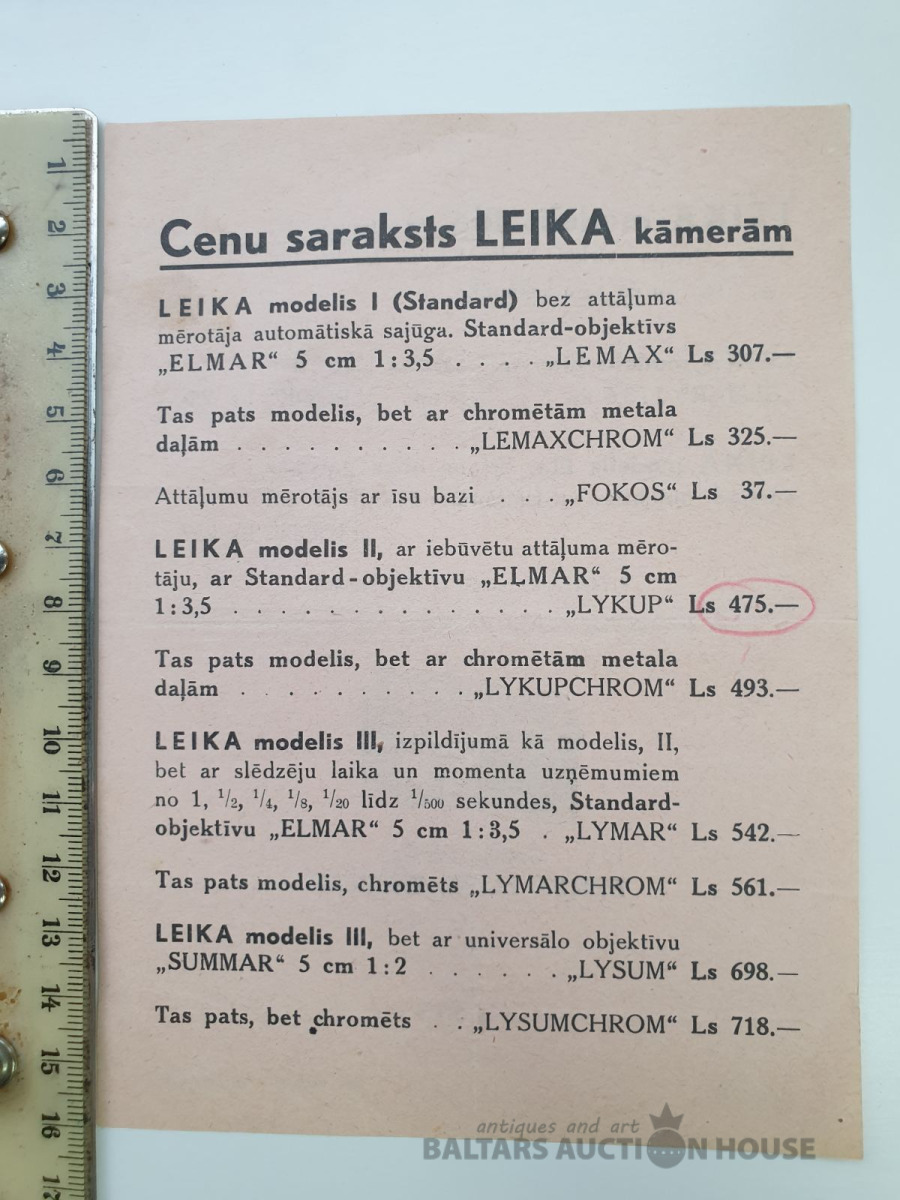 Cenu saraksts LEIKA kāmerām
LEIKA modelis I (Standard) bez attāļuma
mērotāja automātiskā sajūga. Standard-objektīvs
„ELMAR“ 5 cm 1:3,5 . . . . „LEMAX“ Ls 307.—
Tas pats modelis, bet ar chromētām metala
daļām . . . . . . . . . . „LEMAXCHROM“ Ls 325.—
Attāļumu mērotājs ar īsu bazi . . . „FOKOS“ Ls 37.—
LEIKA modelis II, ar iebūvētu attāļuma mēro-
tāju, ar Standard-objektīvu „EĻMAR“ 5 cm
1:3,5 . . . . . . . . . . . . . . „LYKUP“ Ls 475.—
Tas pats modelis, bet ar chromētām metala
daļām . . . . . . . . . . „LYKUPCHROM“ Ls 493.—
LEIKA modelis III, izpildījumā kā modelis, II,
bet ar slēdzēju laika un momenta uzņēmumiem
no 1, 1/2, 1/4, 1/8, 1/20 līdz 1/500 sekundes, Standard-
objektīvu „ELMAR“ 5 cm 1:3,5 . „LYMAR“ Ls 542.—
Tas pats modelis, chromēts „LYMARCHROM“ Ls 561.—
LEIKA modelis III, bet ar universālo objektīvu
„SUMMAR“ 5 cm 1:2 . . . . . . „LYSUM“ Ls 698.—
Tas pats, bet chromēts . . „LYSUMCHROM“ Ls 718.—
1
2
3
4
5
6
7
8
9
10
11
12
13
14
15
16
antiques and art
BALTARS AUCTION HOUSE